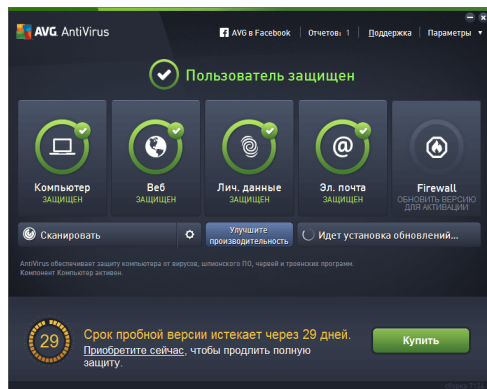 AVG. AntiVirus
AVG в Facebook
Отчетов: 1
Поддержка
Параметры
Пользователь защищен
Компьютер
ЗАЩИЩЕН
Веб
ЗАЩИЩЕН
Лич. данные
ЗАЩИЩЕН
Эл. почта
ЗАЩИЩЕН
Firewall
ОБНОВИТЬ ВЕРСИЮ
ДЛЯ АКТИВАЦИИ
Сканировать
Улучшите
производительность
Идет установка обновлений...
AntiVirus обеспечивает защиту компьютера от вирусов, шпионского ПО, червей и троянских программ.
Компонент Компьютер активен.
29
Срок пробной версии истекает через 29 дней.
Приобретите сейчас, чтобы продлить полную
защиту.
Купить